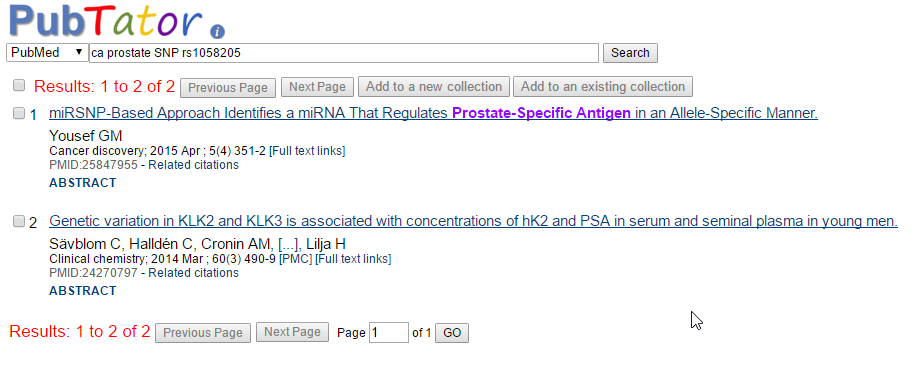 PubTator i
PubMed ca prostate SNP rs1058205 Search
Results: 1 to 2 of 2 Previous Page Next Page Add to a new collection Add to an existing collection
1 miRSNP-Based Approach Identifies a miRNA That Regulates Prostate-Specific Antigen in an Allele-Specific Manner.
Yousef GM
Cancer discovery; 2015 Apr ; 5(4) 351-2 [Full text links]
PMID:25847955 - Related citations
ABSTRACT
2 Genetic variation in KLK2 and KLK3 is associated with concentrations of hK2 and PSA in serum and seminal plasma in young men.
Sävblom C, Halldén C, Cronin AM, [...], Lilja H
Clinical chemistry; 2014 Mar ; 60(3) 490-9 [PMC] [Full text links]
PMID:24270797 - Related citations
ABSTRACT
Results: 1 to 2 of 2 Previous Page Next Page Page 1 of 1 GO